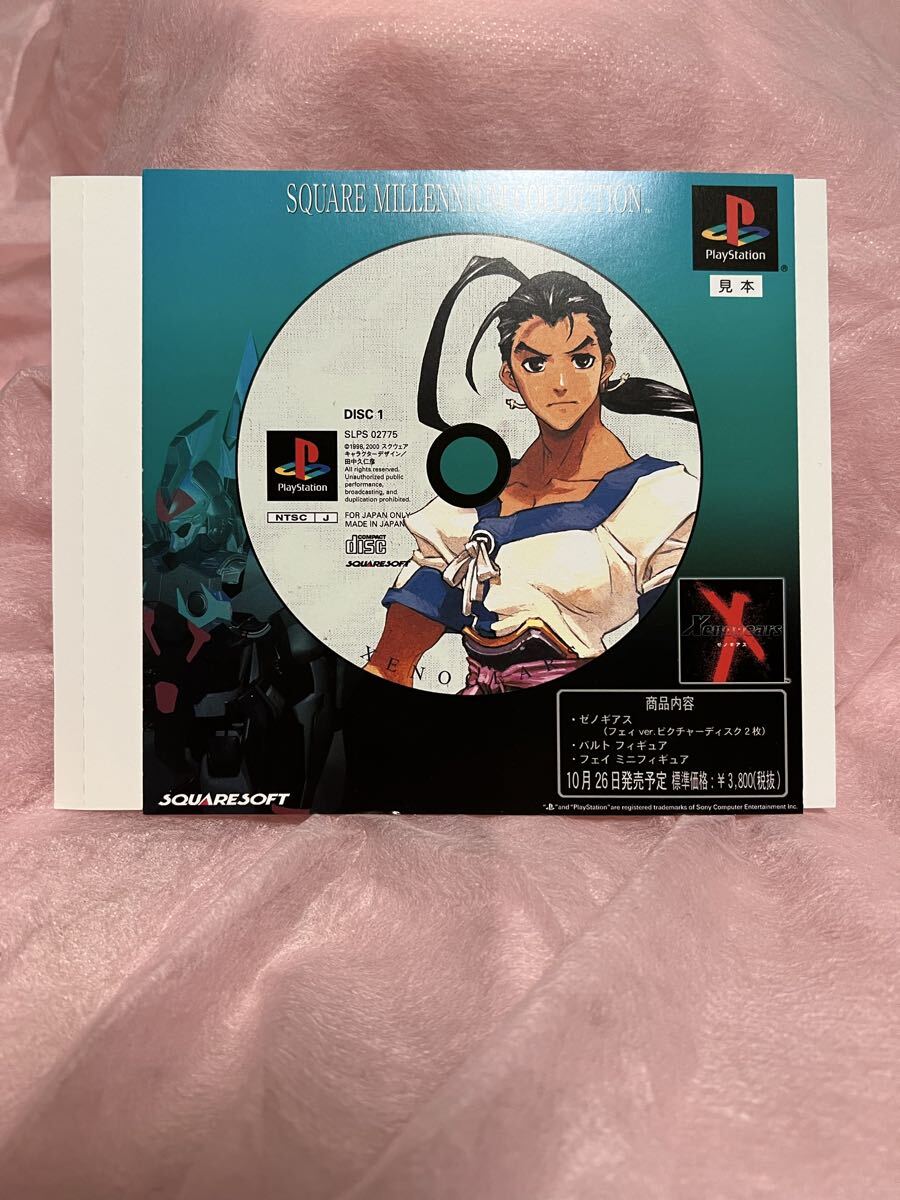 SQUARE MILLENNIUM COLLECTION™
PlayStation
®
見本
DISC 1
SLPS 02775
©1998, 2000 スクウェア
キャラクターデザイン/
田中久仁彦
All rights reserved.
Unauthorized public
performance,
broadcasting, and
duplication prohibited.
PlayStation
NTSC J
FOR JAPAN ONLY
MADE IN JAPAN
COMPACT
disc
SQUARESOFT
Xenogears
ゼノギアス
™
商品内容
・ゼノギアス
(フェイ ver. ピクチャーディスク2枚)
・バルト フィギュア
・フェイ ミニフィギュア
10月26日発売予定 標準価格:¥3,800(税抜)
SQUARESOFT
"PS" and "PlayStation" are registered trademarks of Sony Computer Entertainment Inc.